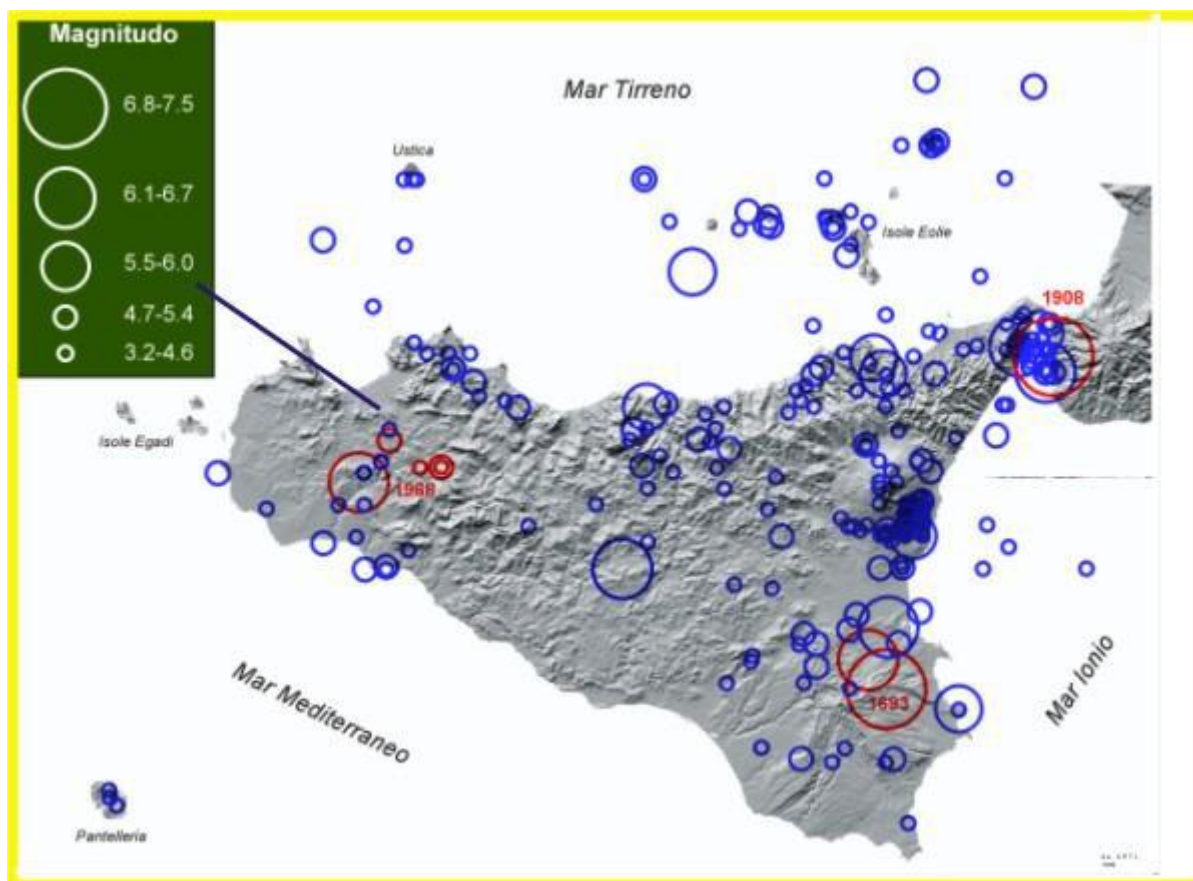 Magnitudo
6.8-7.5
6.1-6.7
5.5-6.0
4.7-5.4
3.2-4.6
Mar Tirreno
Ustica
Isole Eolie
1908
Isole Egadi
1968
Mar Mediterraneo
1693
Mar Ionio
Pantelleria